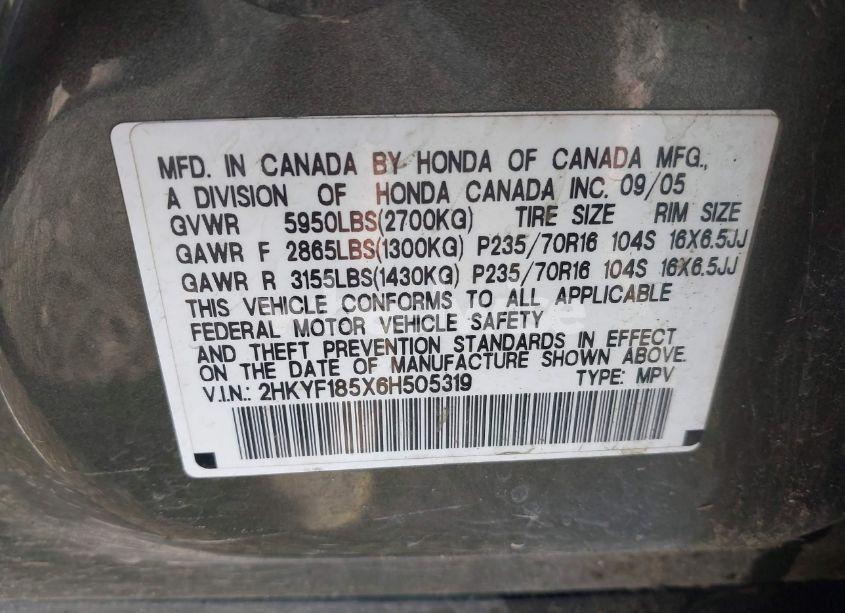 MFD. IN CANADA BY HONDA OF CANADA MFG.,
A DIVISION OF HONDA CANADA INC. 09/05
GVWR 5950LBS(2700KG) TIRE SIZE RIM SIZE
GAWR F 2865LBS(1300KG) P235/70R16 104S 16X6.5JJ
GAWR R 3155LBS(1430KG) P235/70R16 104S 16X6.5JJ
THIS VEHICLE CONFORMS TO ALL APPLICABLE
FEDERAL MOTOR VEHICLE SAFETY
AND THEFT PREVENTION STANDARDS IN EFFECT
ON THE DATE OF MANUFACTURE SHOWN ABOVE.
V.I.N.: 2HKYF185X6H505319 TYPE: MPV